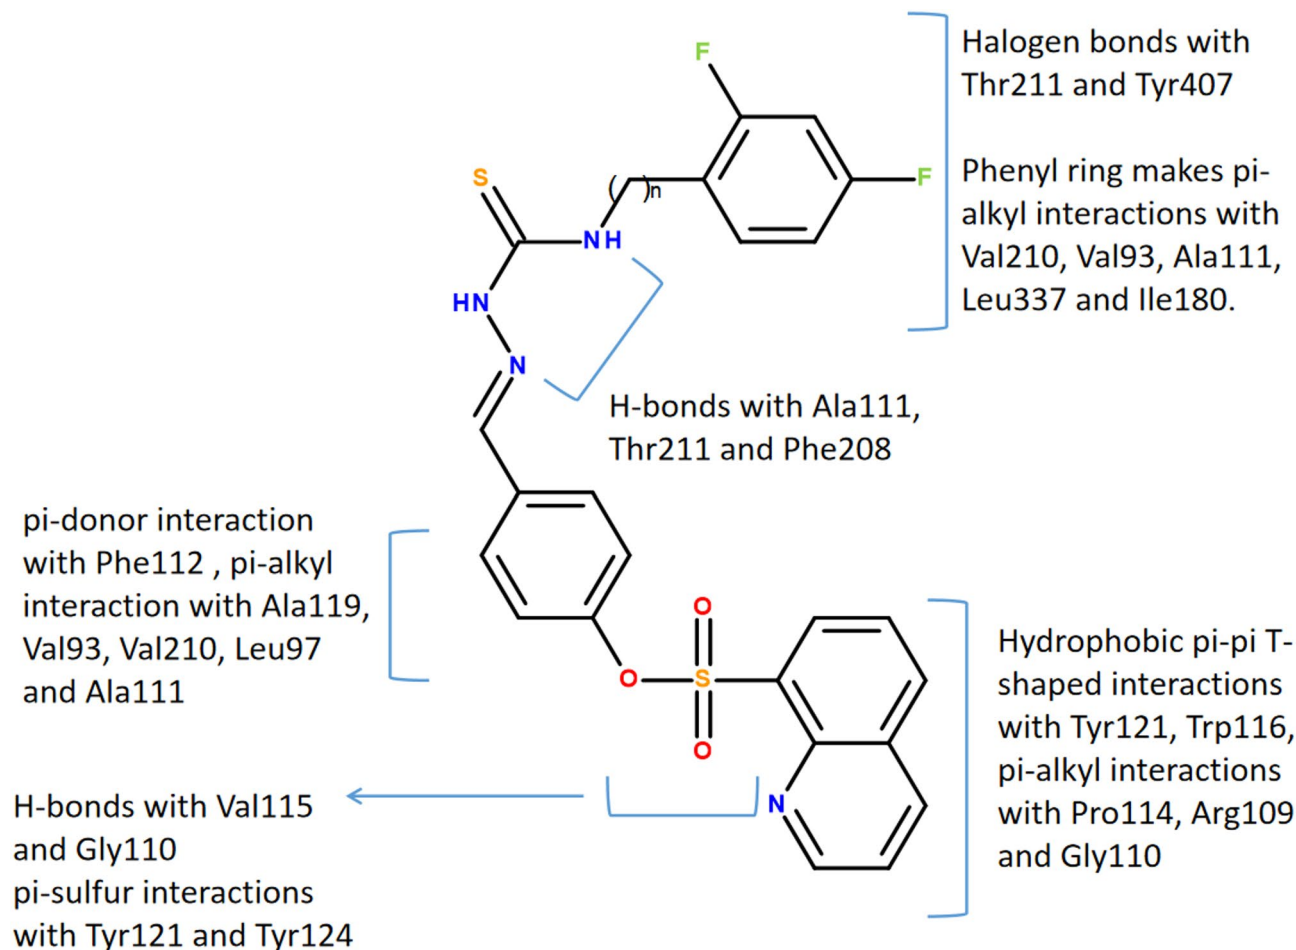 F
Halogen bonds with
Thr211 and Tyr407
S
( )n
F
Phenyl ring makes pi-
alkyl interactions with
Val210, Val93, Ala111,
Leu337 and Ile180.
NH
HN
N
H-bonds with Ala111,
Thr211 and Phe208
pi-donor interaction
with Phe112 , pi-alkyl
interaction with Ala119,
Val93, Val210, Leu97
and Ala111
O
O
S
O
Hydrophobic pi-pi T-
shaped interactions
with Tyr121, Trp116,
pi-alkyl interactions
with Pro114, Arg109
and Gly110
N
H-bonds with Val115
and Gly110
pi-sulfur interactions
with Tyr121 and Tyr124